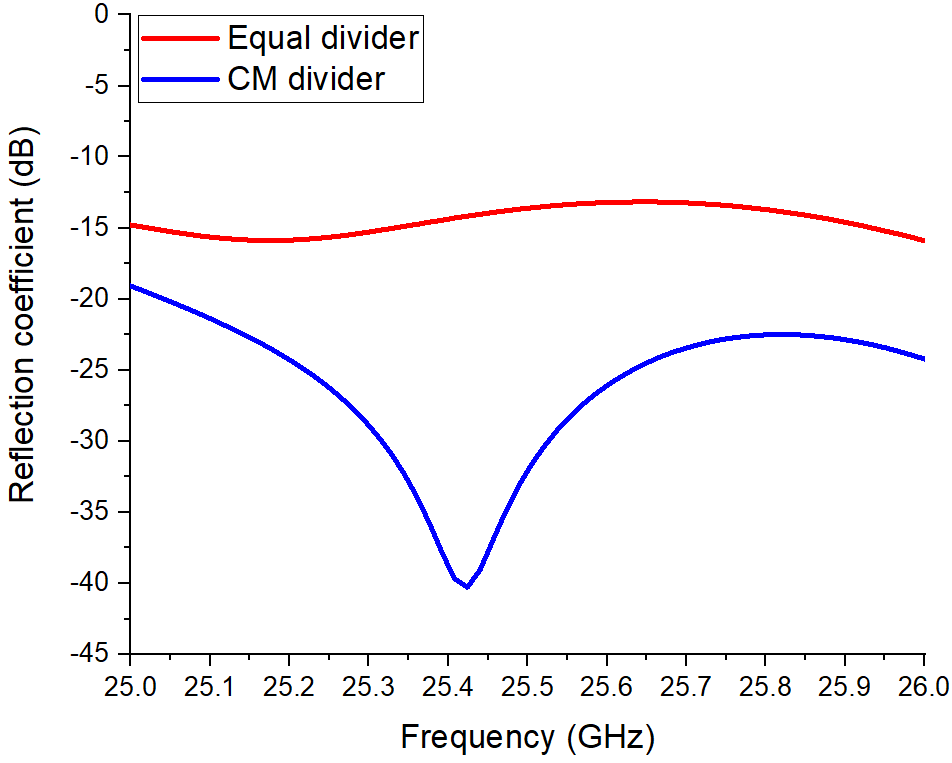 Equal divider
CM divider
Reflection coefficient (dB)
0
-5
-10
-15
-20
-25
-30
-35
-40
-45
25.0 25.1 25.2 25.3 25.4 25.5 25.6 25.7 25.8 25.9 26.0
Frequency (GHz)